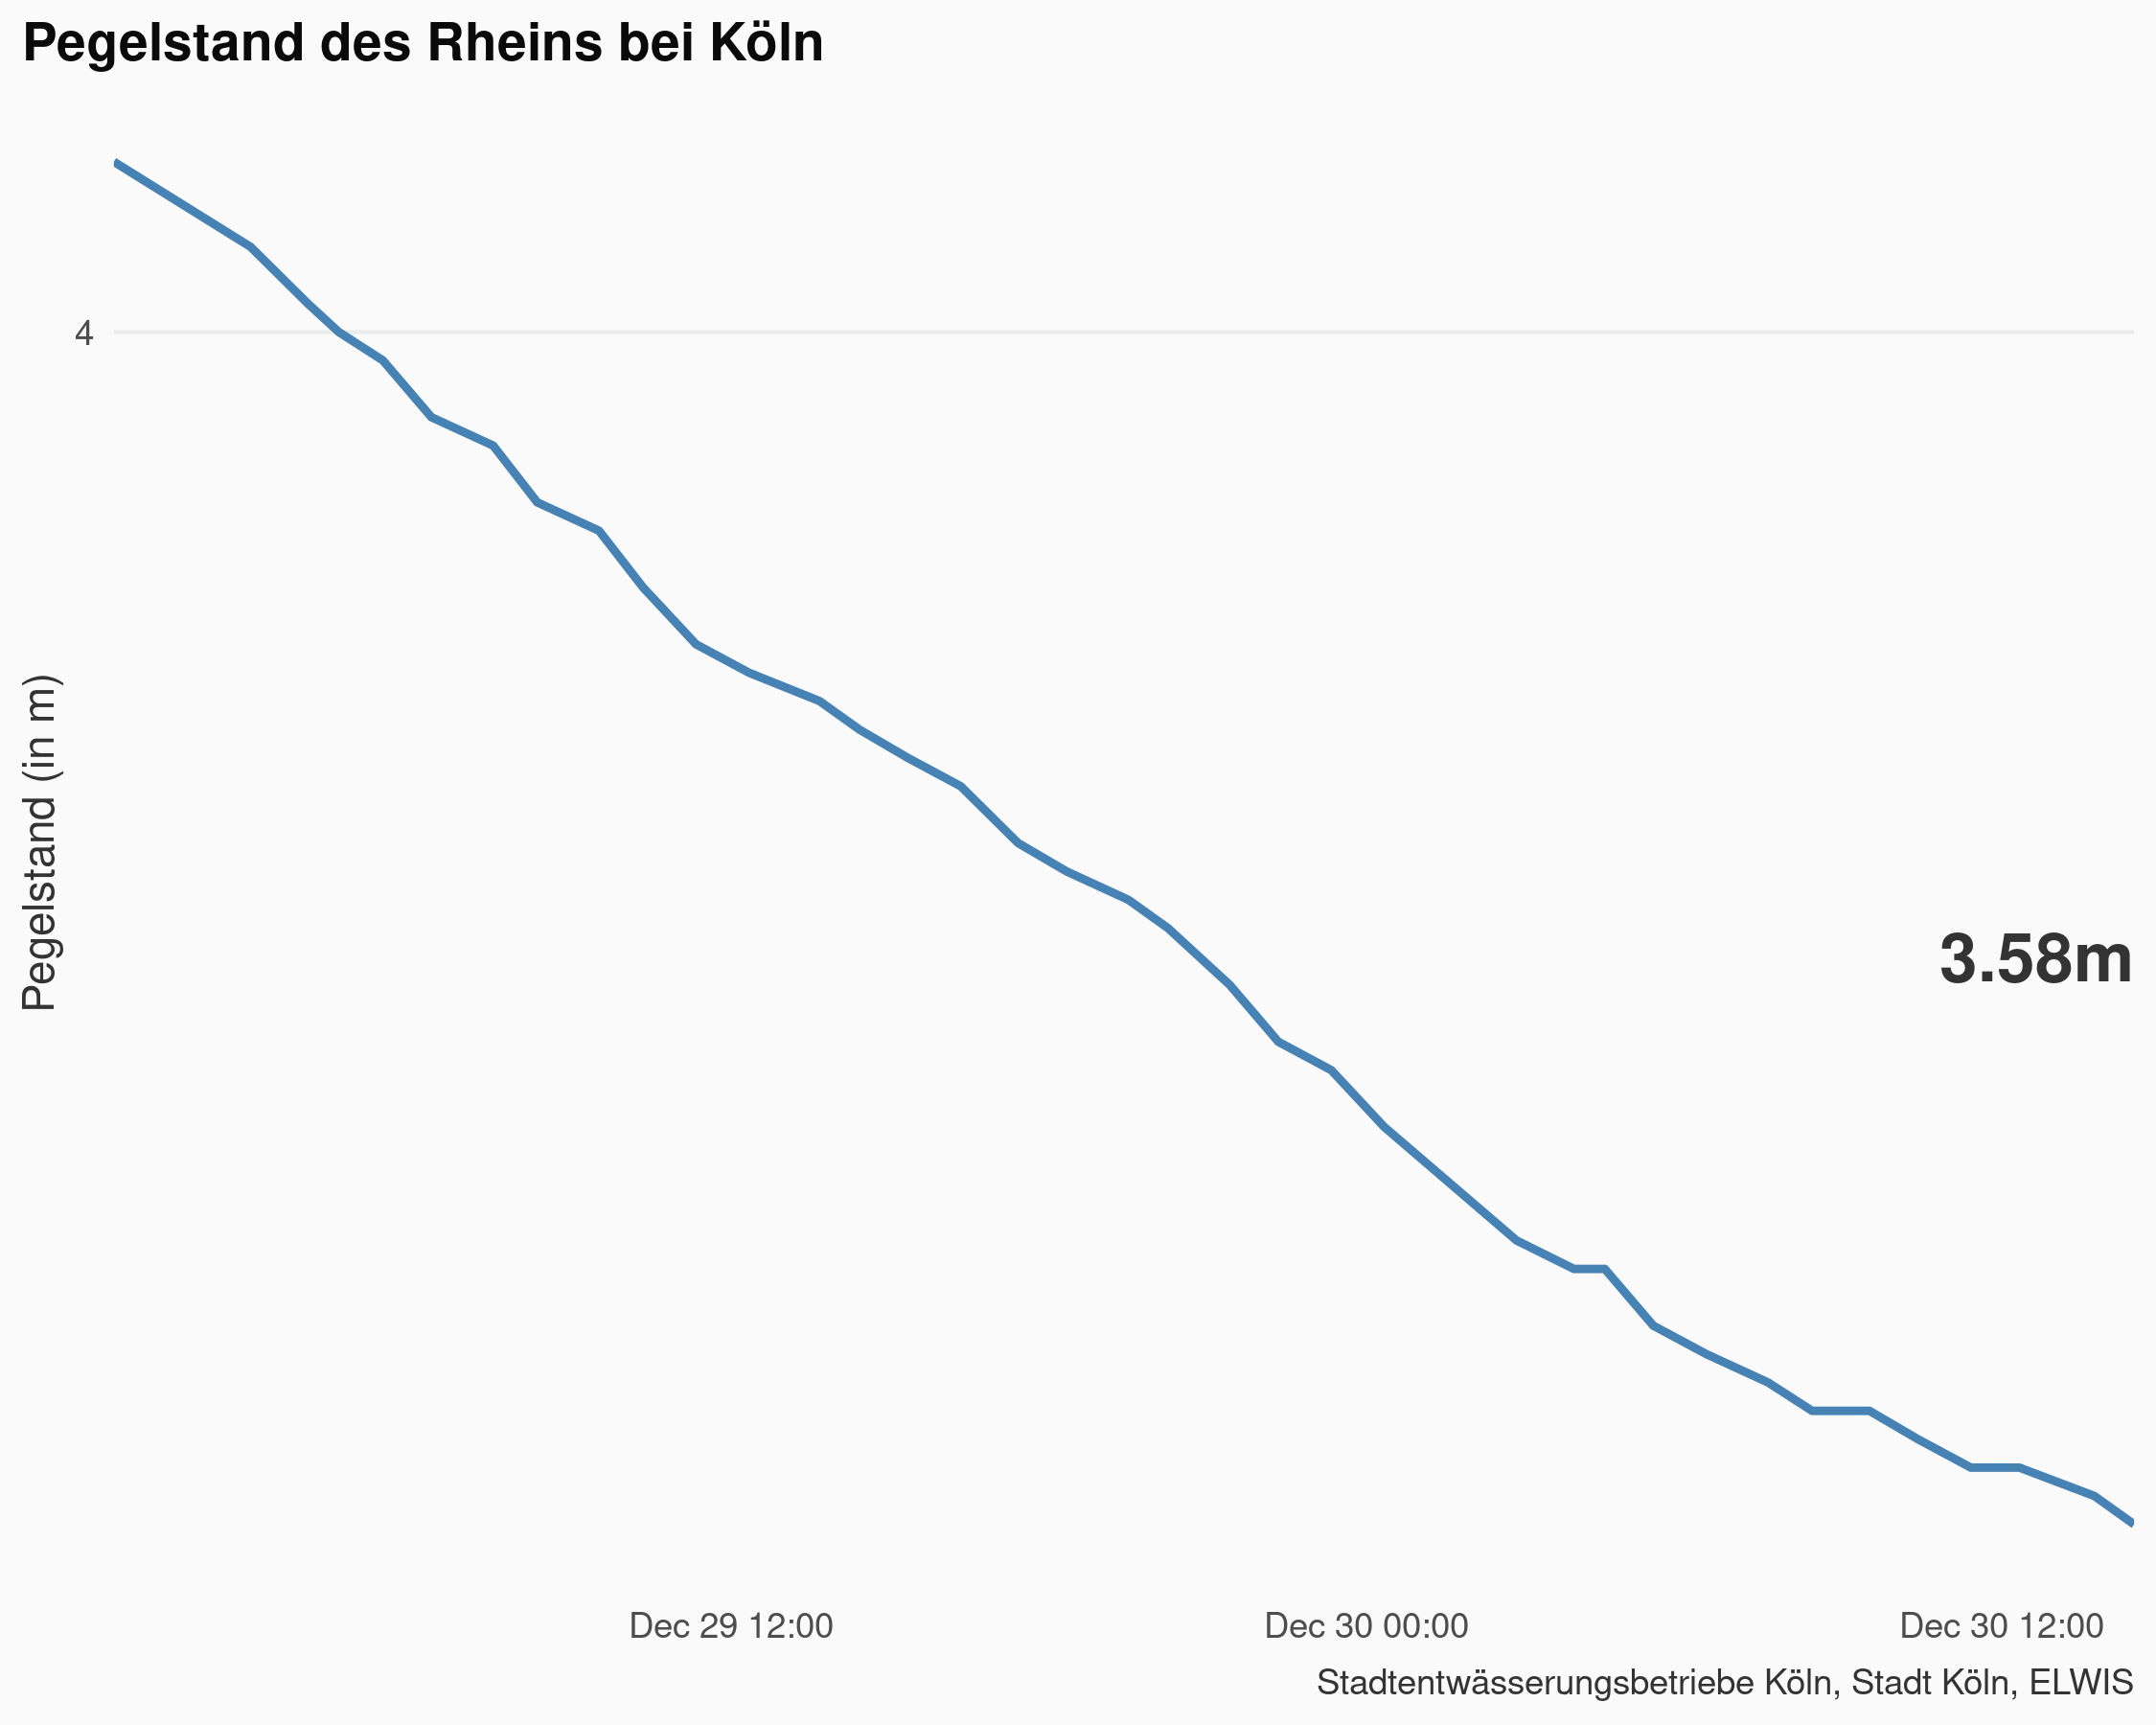 Pegelstand des Rheins bei Köln
4
Pegelstand (in m)
3.58m
Dec 29 12:00
Dec 30 00:00
Dec 30 12:00
Stadtentwässerungsbetriebe Köln, Stadt Köln, ELWIS